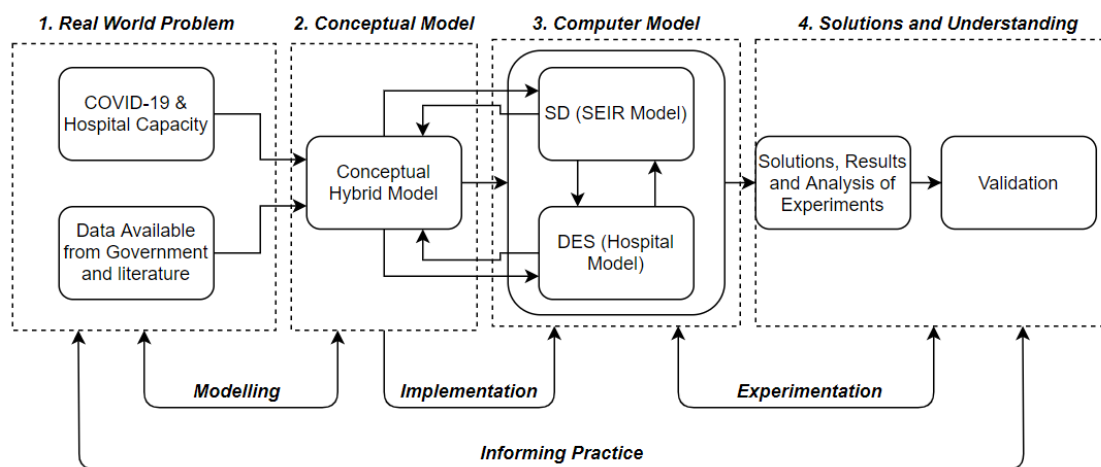 1. Real World Problem
2. Conceptual Model
3. Computer Model
4. Solutions and Understanding
COVID-19 &
Hospital Capacity
Data Available
from Government
and literature
Conceptual
Hybrid Model
SD (SEIR Model)
DES (Hospital
Model)
Solutions, Results
and Analysis of
Experiments
Validation
Modelling
Implementation
Experimentation
Informing Practice